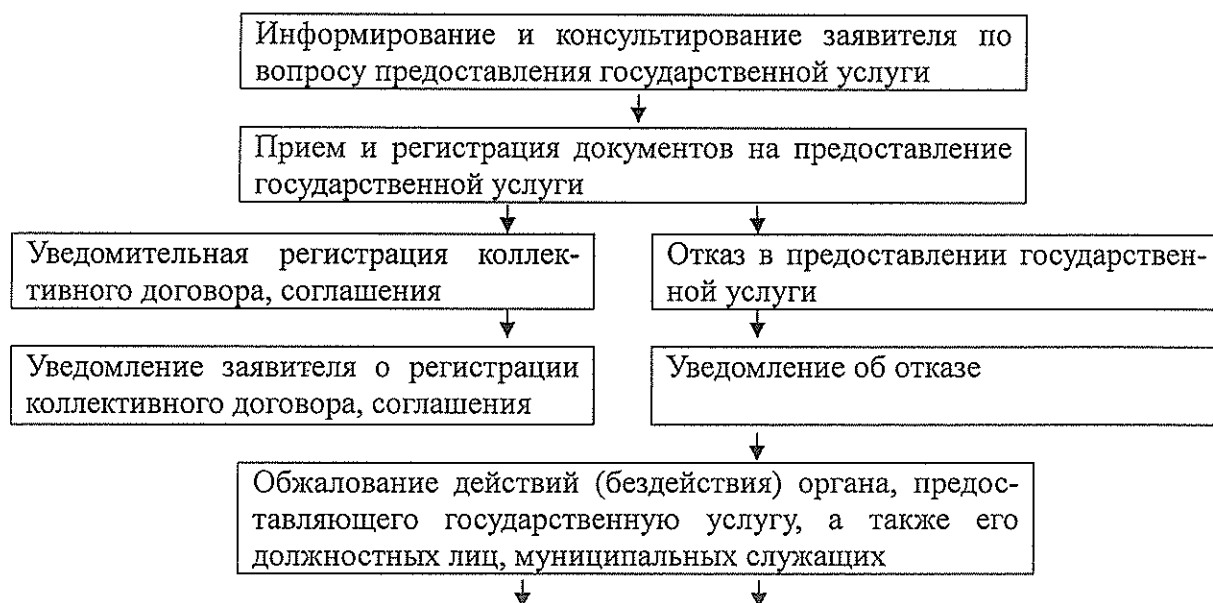 Информирование и консультирование заявителя по
вопросу предоставления государственной услуги
Прием и регистрация документов на предоставление
государственной услуги
Уведомительная регистрация коллек-
тивного договора, соглашения
Отказ в предоставлении государствен-
ной услуги
Уведомление заявителя о регистрации
коллективного договора, соглашения
Уведомление об отказе
Обжалование действий (бездействия) органа, предос-
тавляющего государственную услугу, а также его
должностных лиц, муниципальных служащих